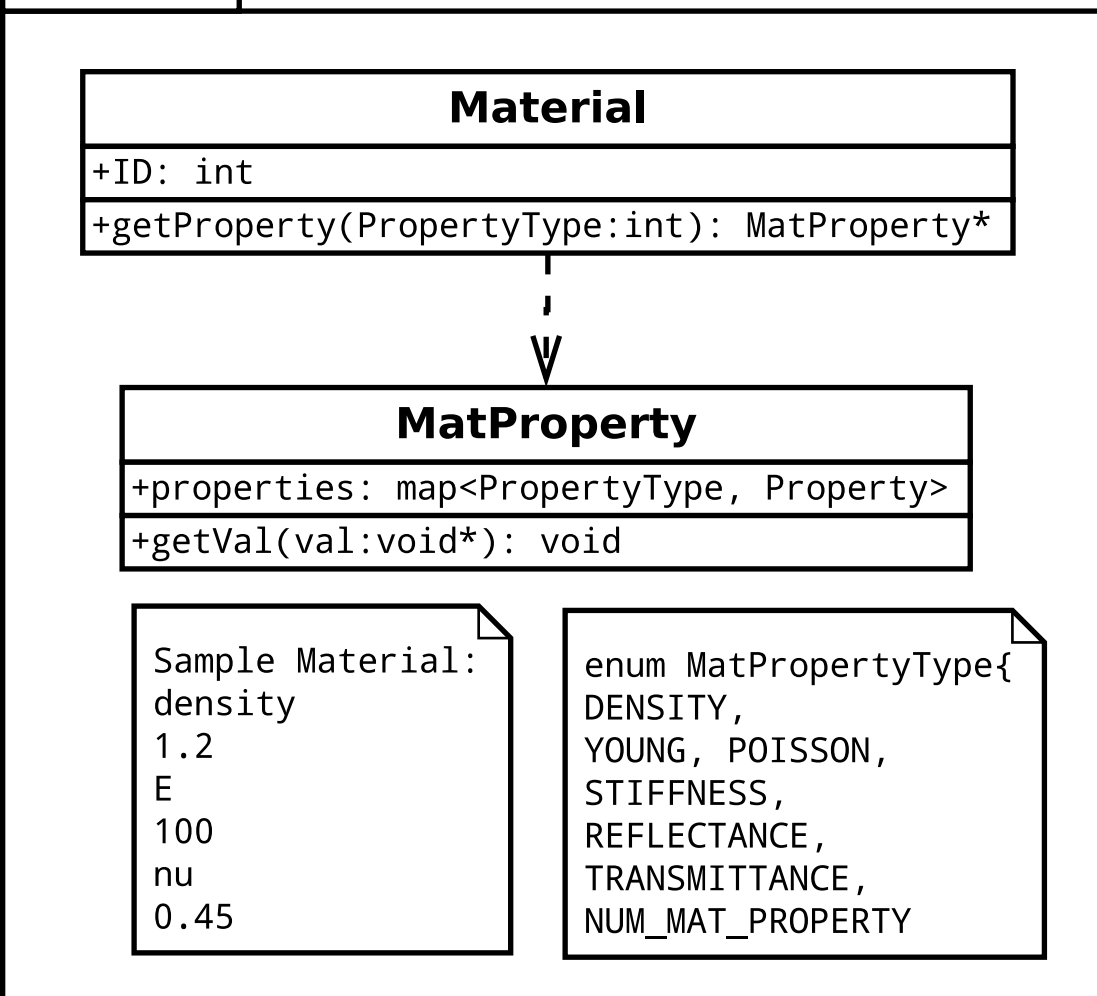 Material
+ID: int
+getProperty(PropertyType:int): MatProperty*
MatProperty
+properties: map<PropertyType, Property>
+getVal(val:void*): void
Sample Material:
density
1.2
E
100
nu
0.45
enum MatPropertyType{
DENSITY,
YOUNG, POISSON,
STIFFNESS,
REFLECTANCE,
TRANSMITTANCE,
NUM_MAT_PROPERTY